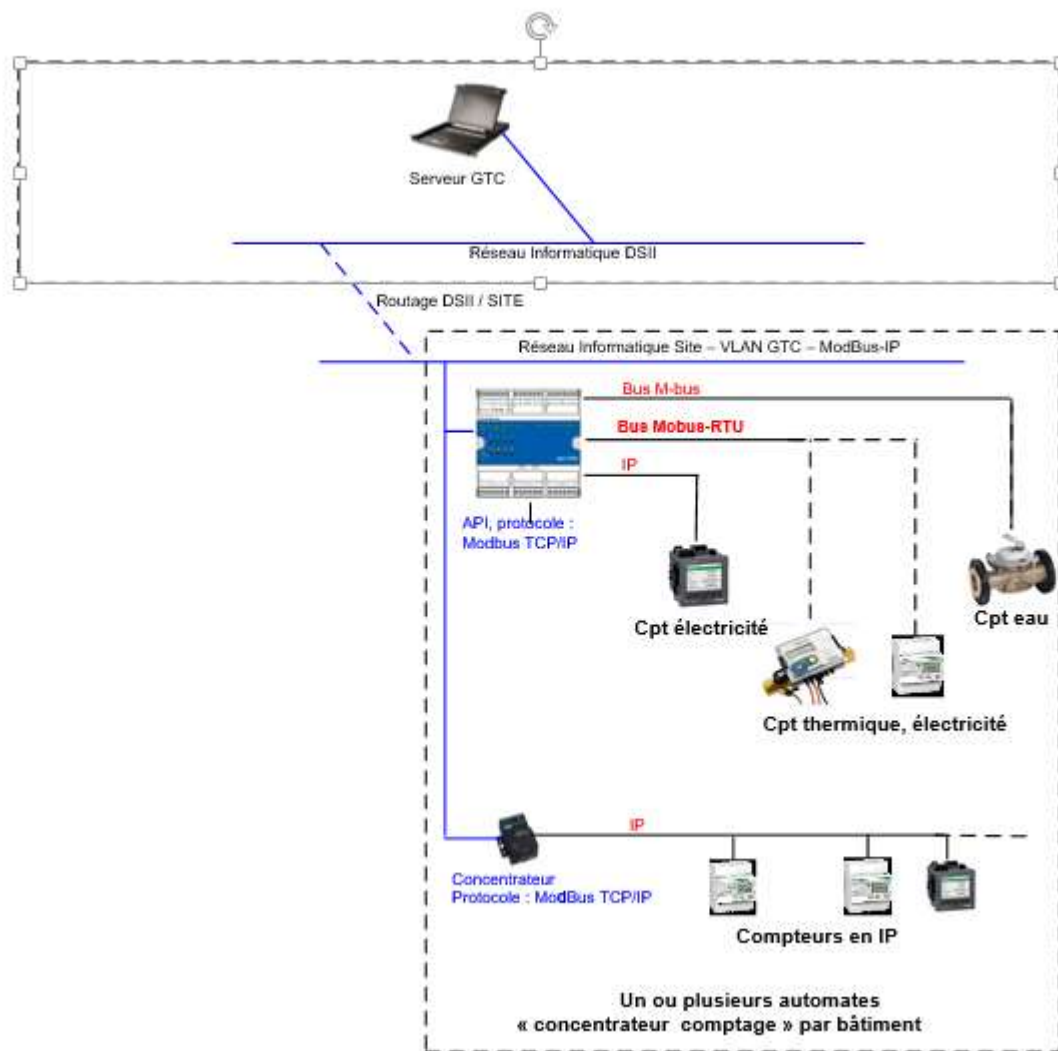 Serveur GTC
Réseau Informatique DSII
Routage DSII / SITE
Réseau Informatique Site – VLAN GTC – ModBus-IP
Bus M-bus
Bus Mobus-RTU
IP
API, protocole :
Modbus TCP/IP
Cpt électricité
Cpt eau
Cpt thermique, électricité
IP
Concentrateur
Protocole : ModBus TCP/IP
Compteurs en IP
Un ou plusieurs automates
« concentrateur comptage » par bâtiment